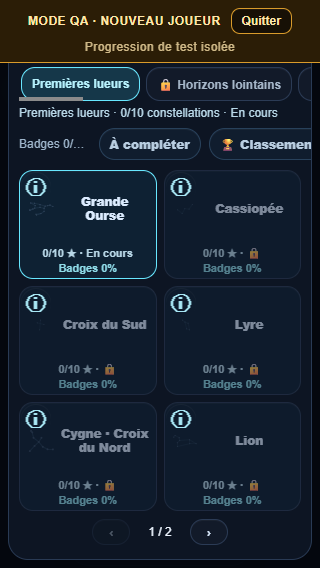 MODE QA · NOUVEAU JOUEUR Quitter
Progression de test isolée
Premières lueurs 🔒 Horizons lointains
Premières lueurs · 0/10 constellations · En cours
Badges 0/... À compléter 🏆 Classemen
Grande Ourse
0/10 ★ · En cours
Badges 0%
Cassiopée
0/10 ★ · 🔒
Badges 0%
Croix du Sud
0/10 ★ · 🔒
Badges 0%
Lyre
0/10 ★ · 🔒
Badges 0%
Cygne · Croix du Nord
0/10 ★ · 🔒
Badges 0%
Lion
0/10 ★ · 🔒
Badges 0%
‹ 1 / 2 ›